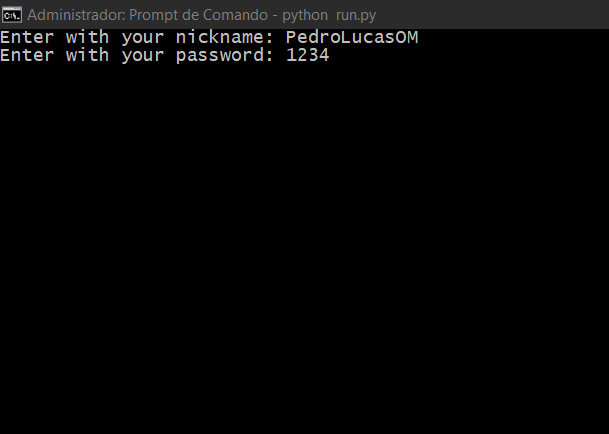 C:\. Administrador: Prompt de Comando - python  run.py
Enter with your nickname: PedroLucasOM
Enter with your password: 1234